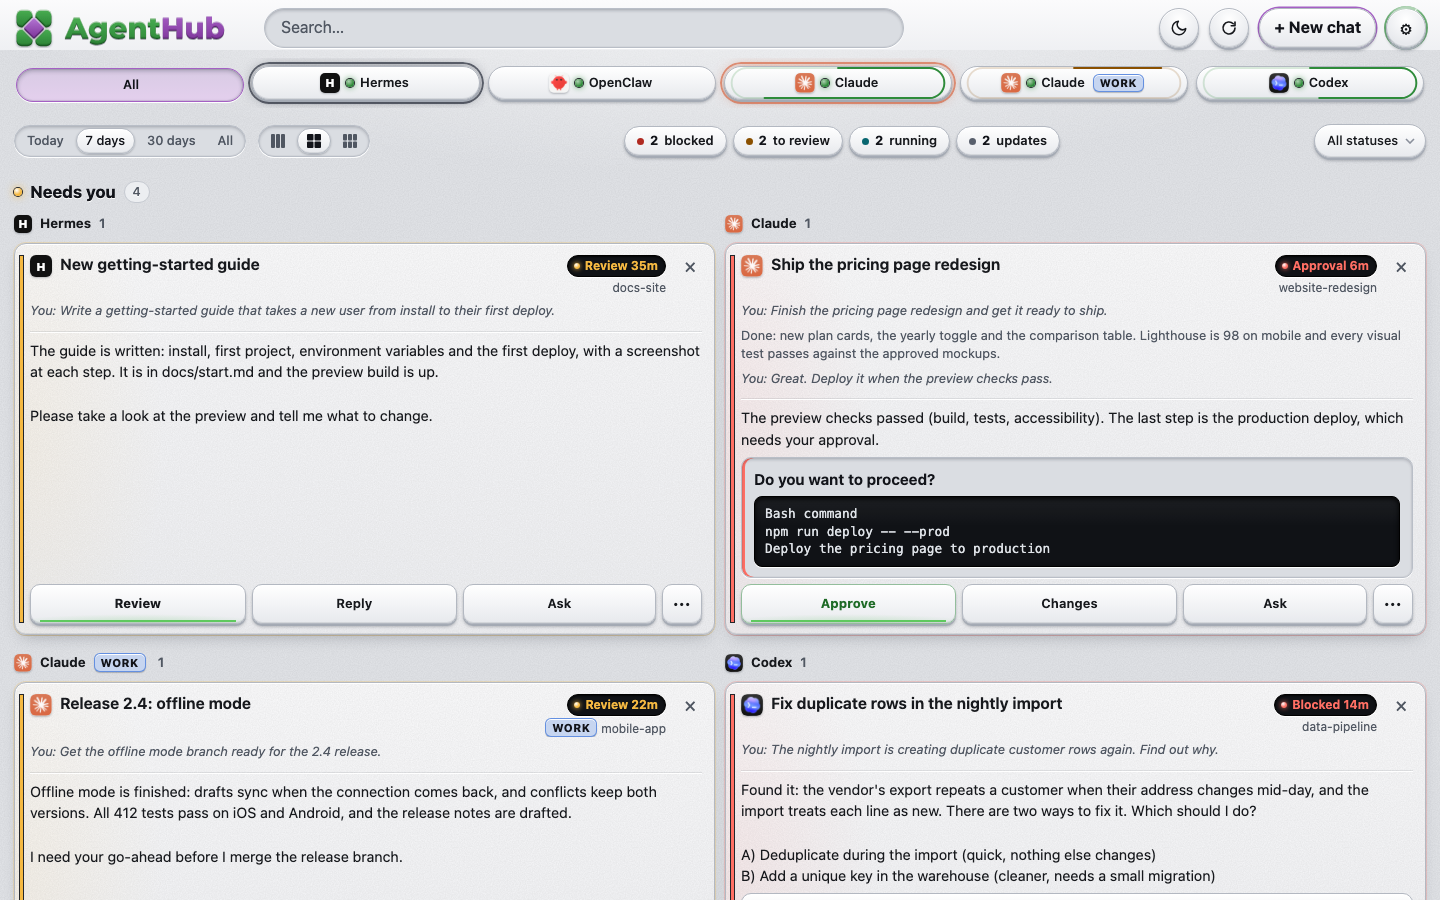 AgentHub
Search...
+ New chat
All
H Hermes
OpenClaw
Claude
Claude WORK
Codex
Today 7 days 30 days All
2 blocked
2 to review
2 running
2 updates
All statuses
Needs you 4
H Hermes 1
H New getting-started guide
Review 35m
docs-site
You: Write a getting-started guide that takes a new user from install to their first deploy.
The guide is written: install, first project, environment variables and the first deploy, with a screenshot
at each step. It is in docs/start.md and the preview build is up.
Please take a look at the preview and tell me what to change.
Review Reply Ask ...
Claude 1
Ship the pricing page redesign
Approval 6m
website-redesign
You: Finish the pricing page redesign and get it ready to ship.
Done: new plan cards, the yearly toggle and the comparison table. Lighthouse is 98 on mobile and every visual
test passes against the approved mockups.
You: Great. Deploy it when the preview checks pass.
The preview checks passed (build, tests, accessibility). The last step is the production deploy, which
needs your approval.
Do you want to proceed?
Bash command
npm run deploy -- --prod
Deploy the pricing page to production
Approve Changes Ask ...
Claude WORK 1
Release 2.4: offline mode
Review 22m
WORK mobile-app
You: Get the offline mode branch ready for the 2.4 release.
Offline mode is finished: drafts sync when the connection comes back, and conflicts keep both
versions. All 412 tests pass on iOS and Android, and the release notes are drafted.
I need your go-ahead before I merge the release branch.
Codex 1
Fix duplicate rows in the nightly import
Blocked 14m
data-pipeline
You: The nightly import is creating duplicate customer rows again. Find out why.
Found it: the vendor's export repeats a customer when their address changes mid-day, and the
import treats each line as new. There are two ways to fix it. Which should I do?
A) Deduplicate during the import (quick, nothing else changes)
B) Add a unique key in the warehouse (cleaner, needs a small migration)